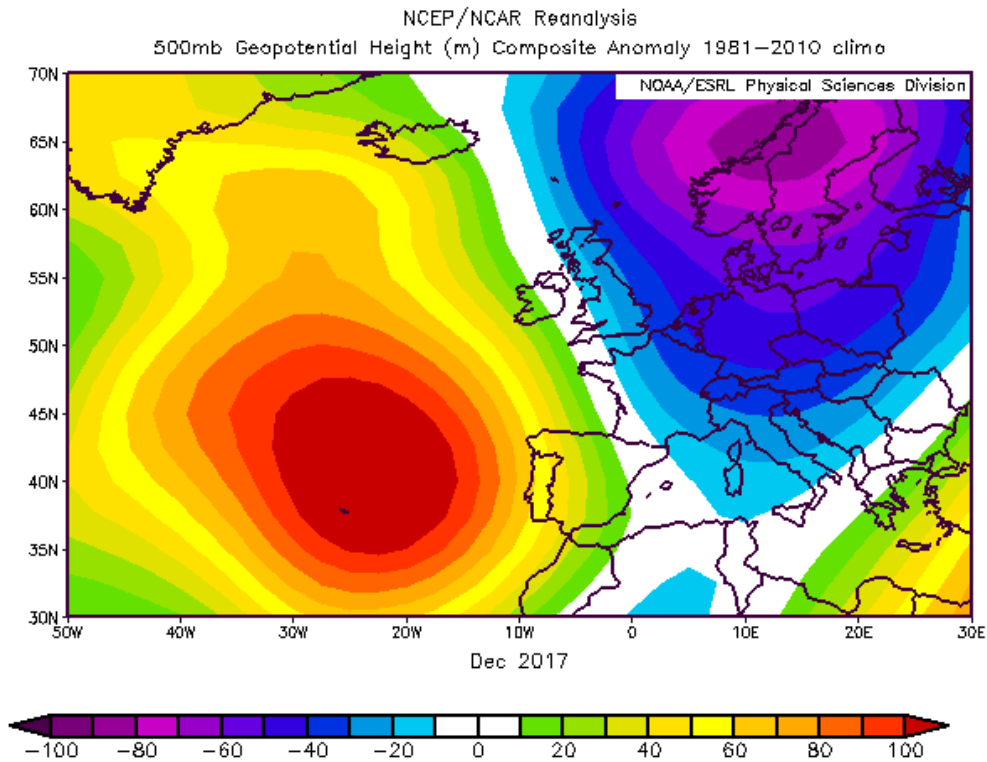 NCEP/NCAR Reanalysis
500mb Geopotential Height (m) Composite Anomaly 1981−2010 climo
NOAA/ESRL Physical Sciences Division
70N
65N
60N
55N
50N
45N
40N
35N
30N
50W 40W 30W 20W 10W 0 10E 20E 30E
Dec 2017
−100 −80 −60 −40 −20 0 20 40 60 80 100